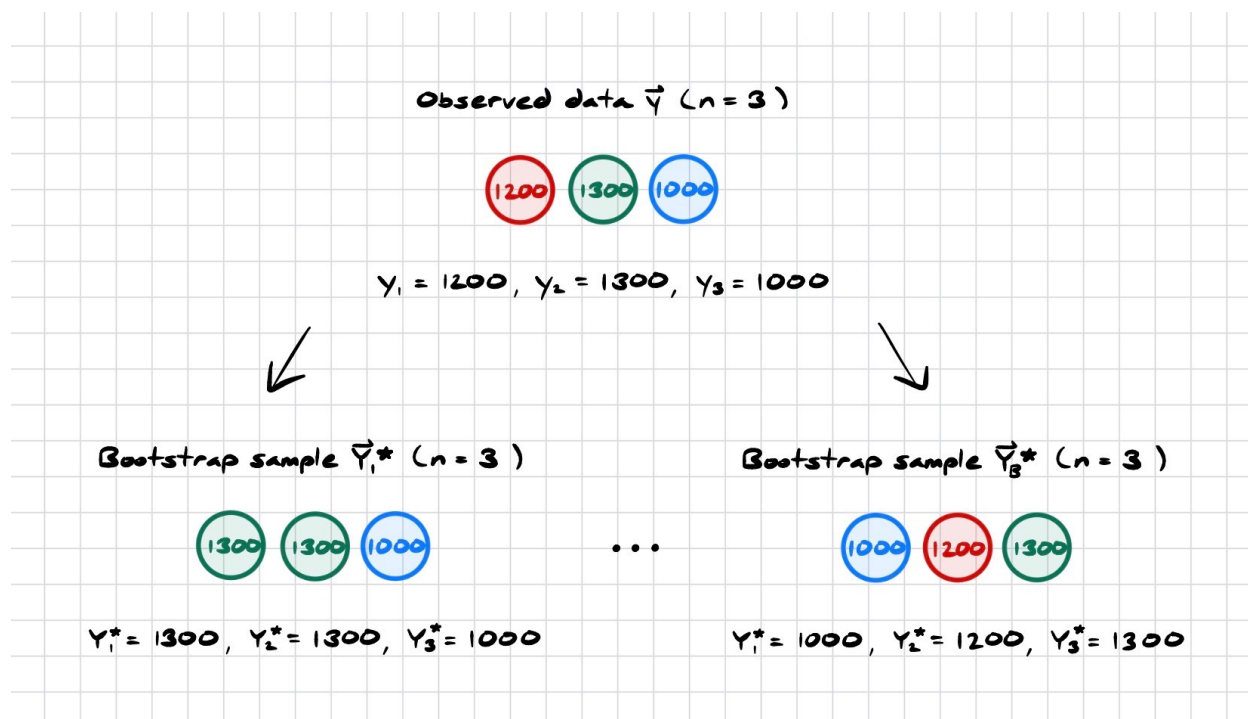 Observed data y⃗ (n = 3)
1200 1300 1000
y₁ = 1200, y₂ = 1300, y₃ = 1000
Bootstrap sample Y⃗₁* (n = 3)
Bootstrap sample Y⃗_B* (n = 3)
1300 1300 1000 ... 1000 1200 1300
Y₁* = 1300, Y₂* = 1300, Y₃* = 1000
Y₁* = 1000, Y₂* = 1200, Y₃* = 1300